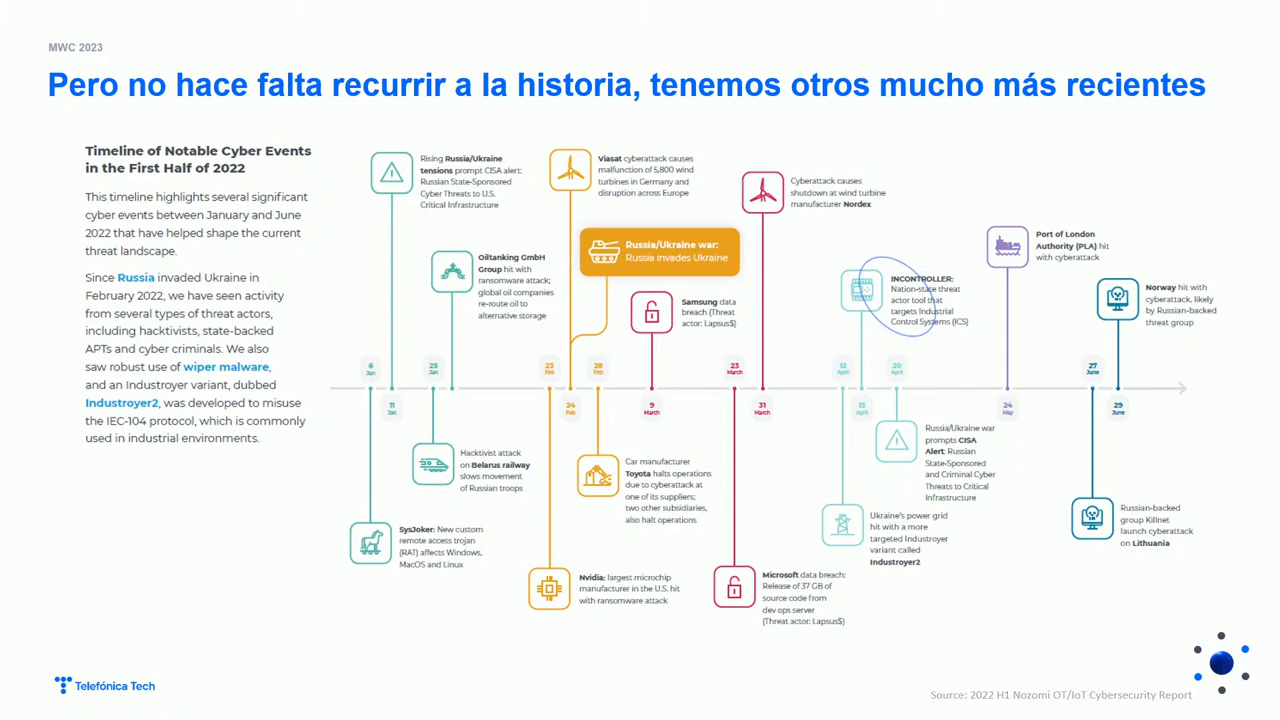 MWC 2023
Pero no hace falta recurrir a la historia, tenemos otros mucho más recientes
Timeline of Notable Cyber Events
in the First Half of 2022
This timeline highlights several significant
cyber events between January and June
2022 that have helped shape the current
threat landscape.
Since Russia invaded Ukraine in
February 2022, we have seen activity
from several types of threat actors,
including hacktivists, state-backed
APTs and cyber criminals. We also
saw robust use of wiper malware,
and an Industroyer variant, dubbed
Industroyer2, was developed to misuse
the IEC-104 protocol, which is commonly
used in industrial environments.
Rising Russia/Ukraine
tensions prompt CISA alert:
Russian State-Sponsored
Cyber Threats to U.S.
Critical Infrastructure
Viasat cyberattack causes
malfunction of 5,800 wind
turbines in Germany and
disruption across Europe
Cyberattack causes
shutdown at wind turbine
manufacturer Nordex
Oiltanking GmbH
Group hit with
ransomware attack;
global oil companies
re-route oil to
alternative storage
Russia/Ukraine war:
Russia invades Ukraine
Samsung data
breach (Threat
actor: Lapsus$)
INCONTROLLER:
Nation-state threat
actor tool that
targets Industrial
Control Systems (ICS)
Port of London
Authority (PLA) hit
with cyberattack
Norway hit with
cyberattack, likely
by Russian-backed
threat group
6
Jan
25
Jan
23
Feb
28
Feb
23
March
12
April
20
April
27
June
11
Jan
24
Feb
9
March
31
March
13
April
24
May
29
June
Hacktivist attack
on Belarus railway
slows movement
of Russian troops
Car manufacturer
Toyota halts operations
due to cyberattack at
one of its suppliers;
two other subsidiaries,
also halt operations
Russia/Ukraine war
prompts CISA
Alert: Russian
State-Sponsored
and Criminal Cyber
Threats to Critical
Infrastructure
SysJoker: New custom
remote access trojan
(RAT) affects Windows,
MacOS and Linux
Ukraine's power grid
hit with a more
targeted Industroyer
variant called
Industroyer2
Russian-backed
group Killnet
launch cyberattack
on Lithuania
Nvidia: largest microchip
manufacturer in the U.S. hit
with ransomware attack
Microsoft data breach:
Release of 37 GB of
source code from
dev ops server
(Threat actor: Lapsus$)
Telefónica Tech
Source: 2022 H1 Nozomi OT/IoT Cybersecurity Report